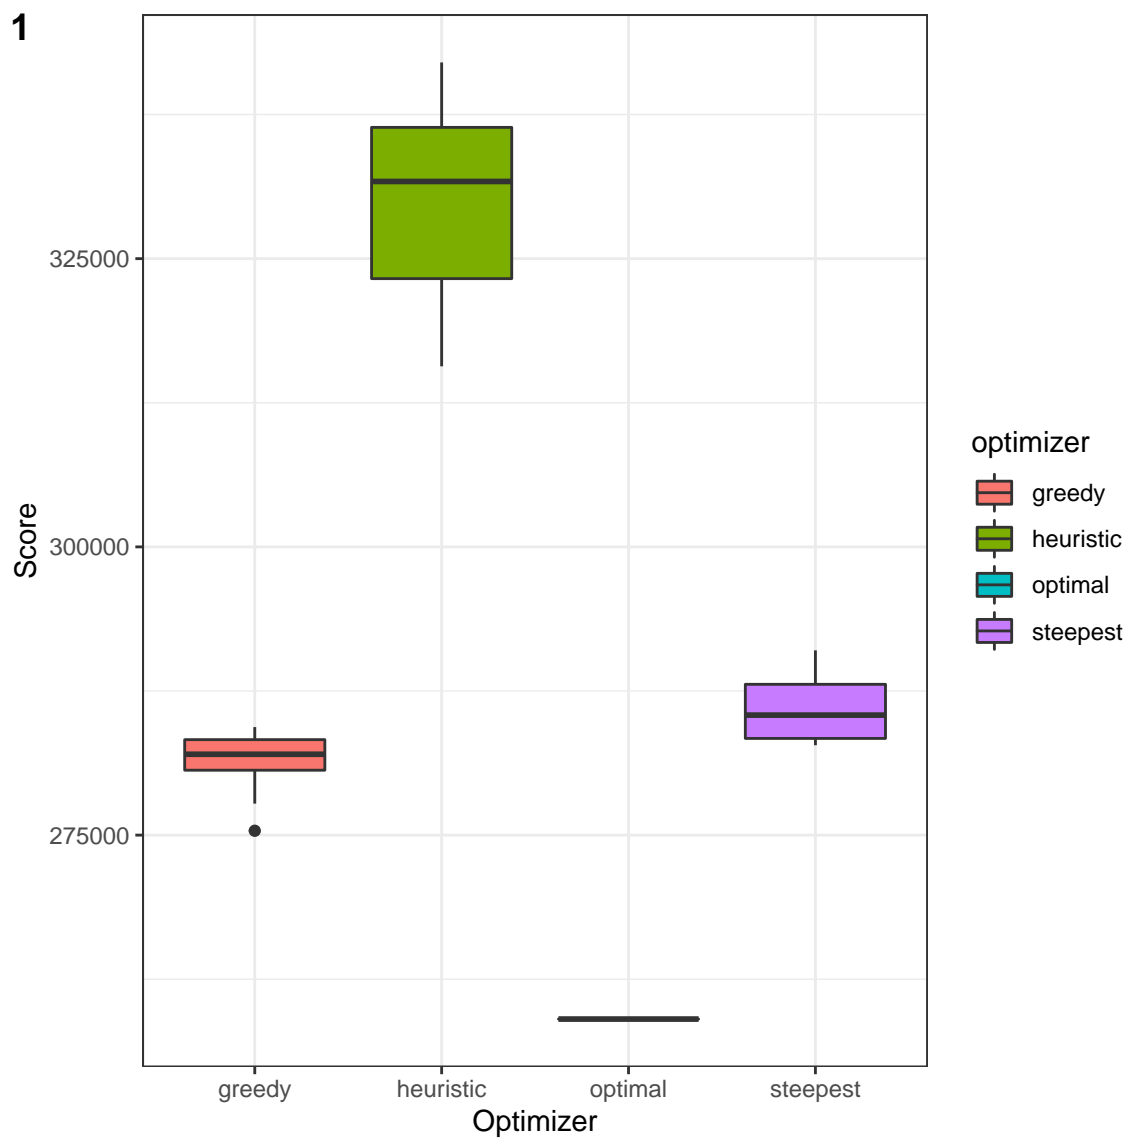 1
325000
300000
275000
Score
greedy
heuristic
optimal
steepest
Optimizer
optimizer
greedy
heuristic
optimal
steepest